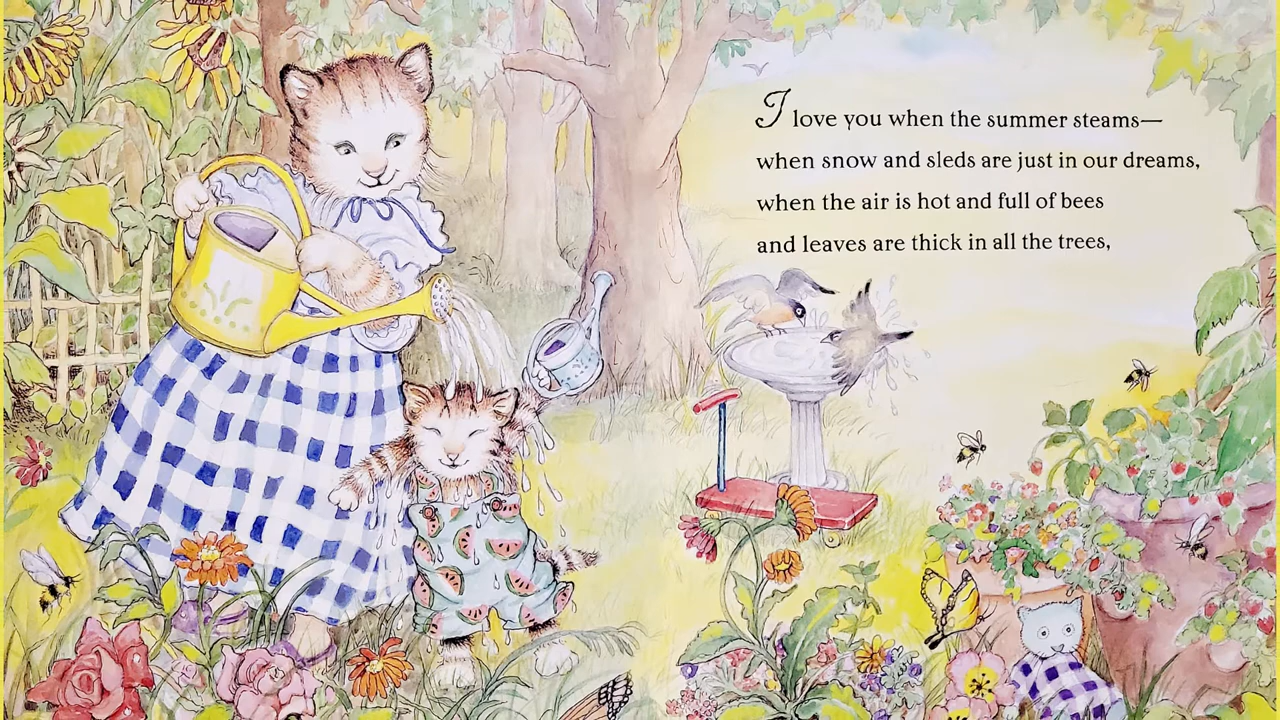 I love you when the summer steams—
when snow and sleds are just in our dreams,
when the air is hot and full of bees
and leaves are thick in all the trees,